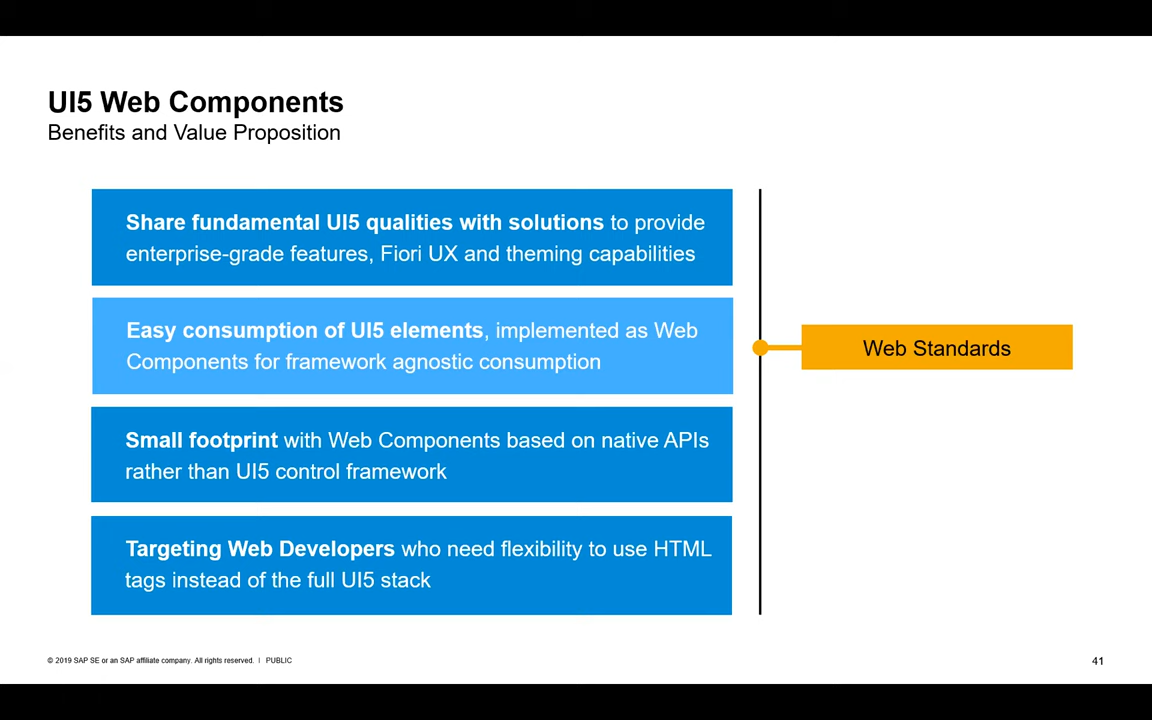 UI5 Web Components
Benefits and Value Proposition
Share fundamental UI5 qualities with solutions to provide
enterprise-grade features, Fiori UX and theming capabilities
Easy consumption of UI5 elements, implemented as Web
Components for framework agnostic consumption
Web Standards
Small footprint with Web Components based on native APIs
rather than UI5 control framework
Targeting Web Developers who need flexibility to use HTML
tags instead of the full UI5 stack
© 2019 SAP SE or an SAP affiliate company. All rights reserved. | PUBLIC
41